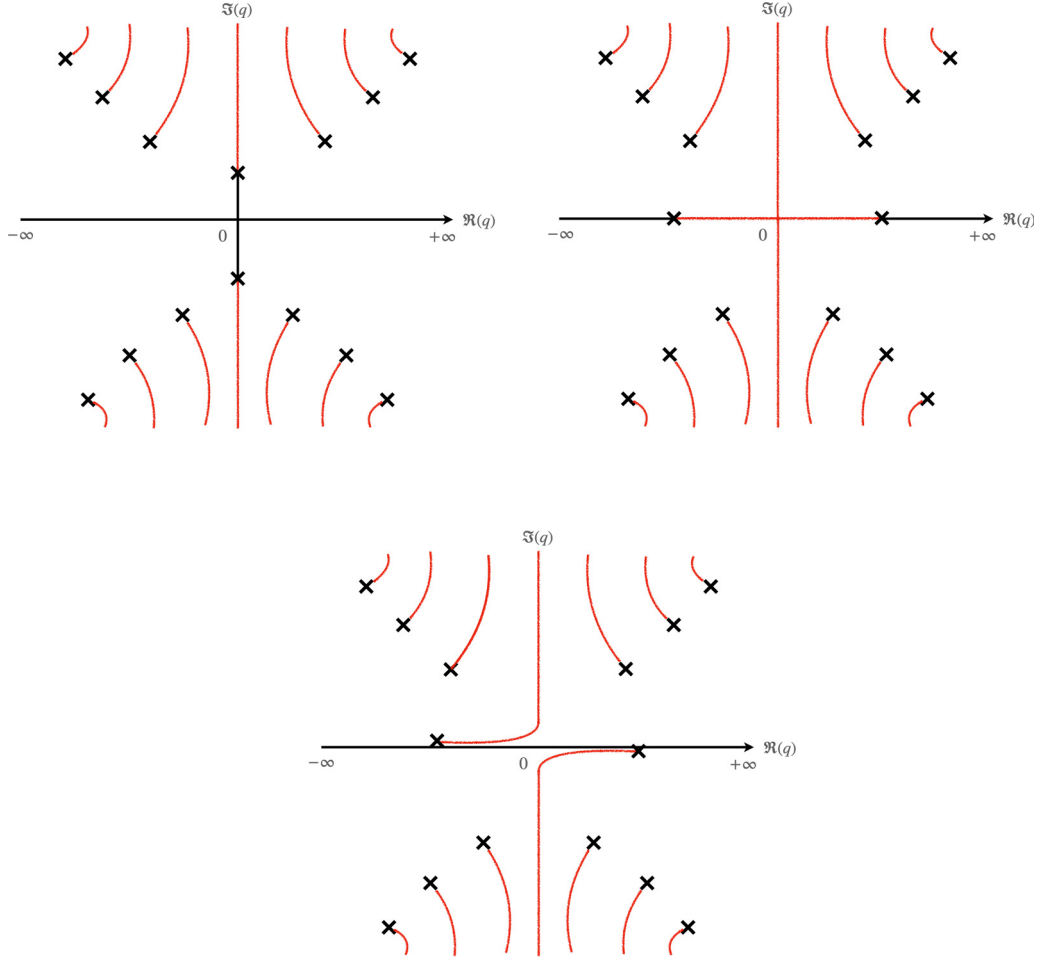 ℑ(q) ℑ(q)
ℜ(q) ℜ(q)
−∞ 0 +∞ −∞ 0 +∞
ℑ(q)
ℜ(q)
−∞ 0 +∞